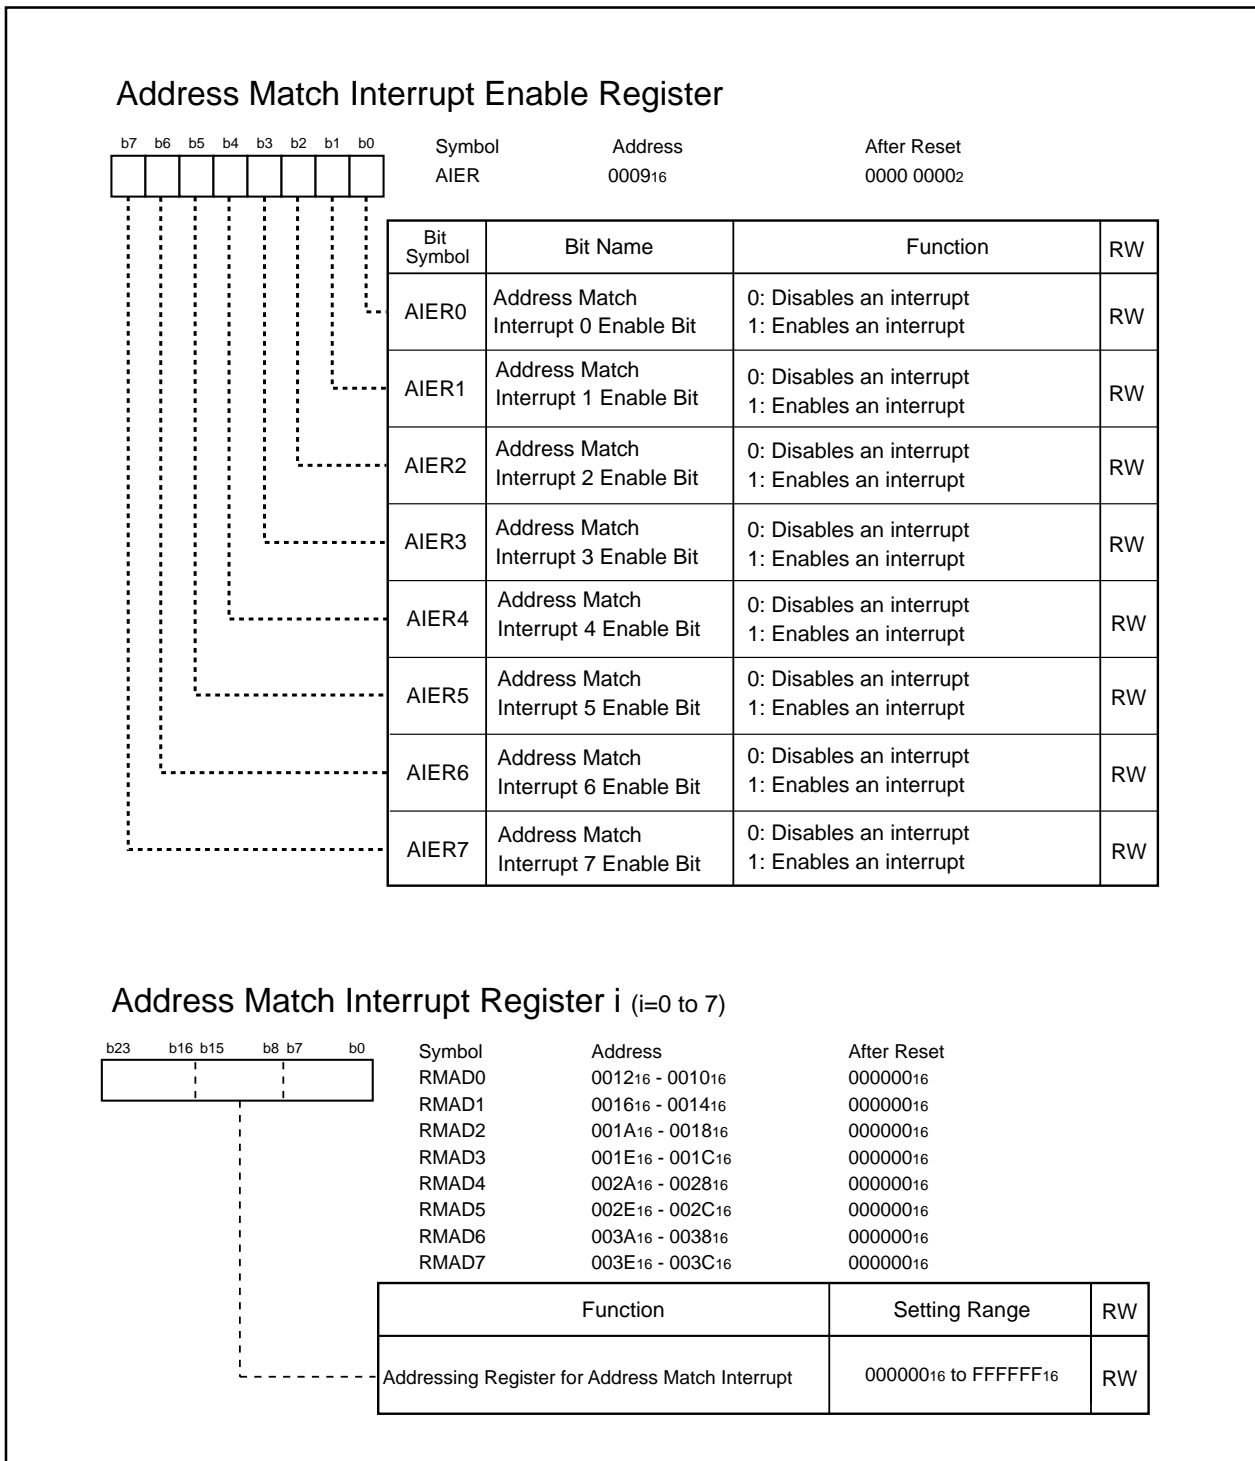 Address Match Interrupt Enable Register
b7 b6 b5 b4 b3 b2 b1 b0
Symbol Address After Reset
AIER 000916 0000 00002
Bit Symbol Bit Name Function RW
AIER0 Address Match Interrupt 0 Enable Bit 0: Disables an interrupt 1: Enables an interrupt RW
AIER1 Address Match Interrupt 1 Enable Bit 0: Disables an interrupt 1: Enables an interrupt RW
AIER2 Address Match Interrupt 2 Enable Bit 0: Disables an interrupt 1: Enables an interrupt RW
AIER3 Address Match Interrupt 3 Enable Bit 0: Disables an interrupt 1: Enables an interrupt RW
AIER4 Address Match Interrupt 4 Enable Bit 0: Disables an interrupt 1: Enables an interrupt RW
AIER5 Address Match Interrupt 5 Enable Bit 0: Disables an interrupt 1: Enables an interrupt RW
AIER6 Address Match Interrupt 6 Enable Bit 0: Disables an interrupt 1: Enables an interrupt RW
AIER7 Address Match Interrupt 7 Enable Bit 0: Disables an interrupt 1: Enables an interrupt RW
Address Match Interrupt Register i (i=0 to 7)
b23 b16 b15 b8 b7 b0
Symbol Address After Reset
RMAD0 001216 - 001016 00000016
RMAD1 001616 - 001416 00000016
RMAD2 001A16 - 001816 00000016
RMAD3 001E16 - 001C16 00000016
RMAD4 002A16 - 002816 00000016
RMAD5 002E16 - 002C16 00000016
RMAD6 003A16 - 003816 00000016
RMAD7 003E16 - 003C16 00000016
Function Setting Range RW
Addressing Register for Address Match Interrupt 00000016 to FFFFFF16 RW